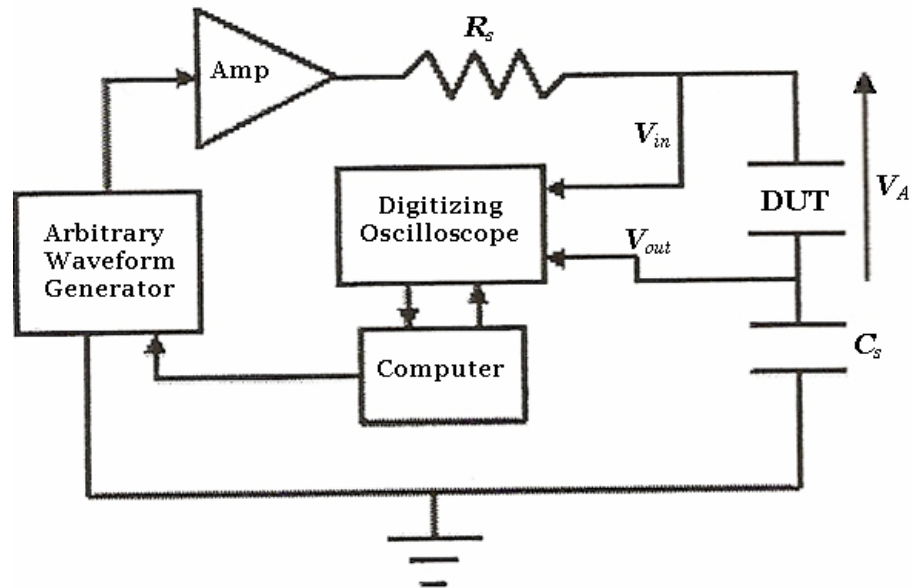 Amp
R_s
V_in
Digitizing
Oscilloscope
DUT
V_A
Arbitrary
Waveform
Generator
V_out
Computer
C_s